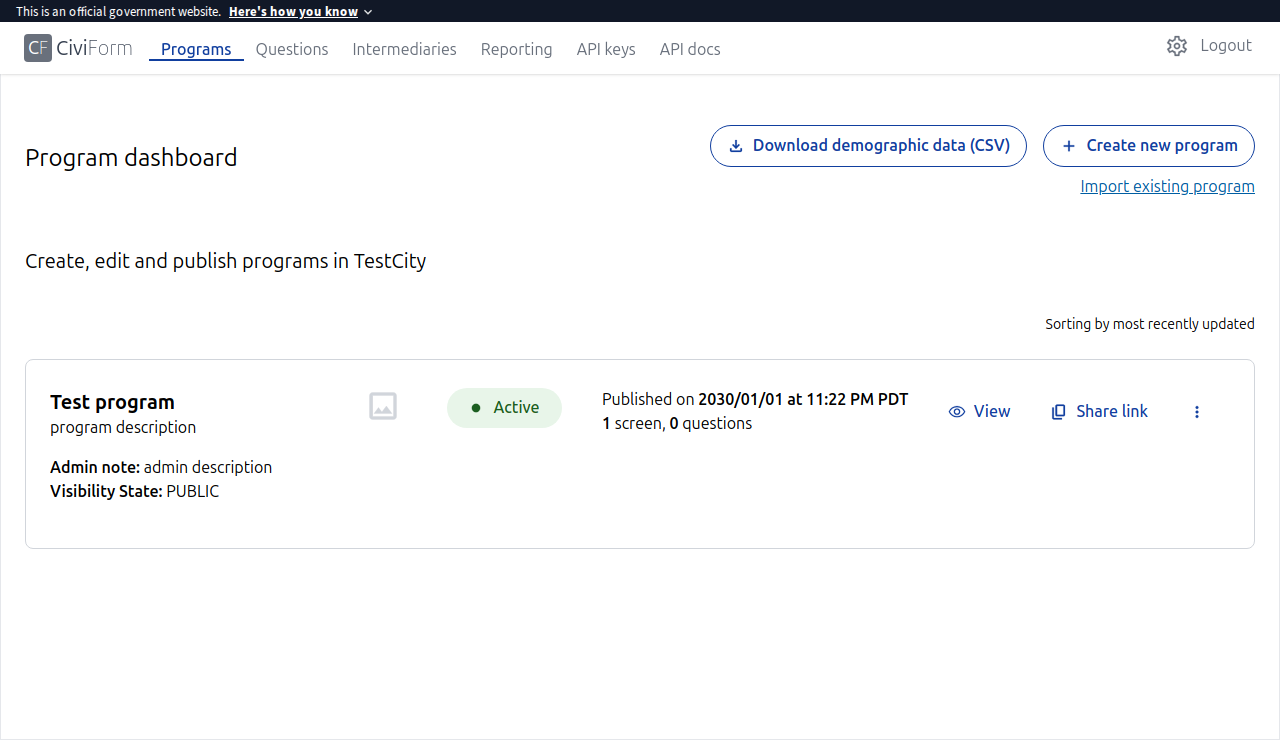 This is an official government website. Here's how you know
CF CiviForm Programs Questions Intermediaries Reporting API keys API docs Logout
Program dashboard
Download demographic data (CSV) Create new program
Import existing program
Create, edit and publish programs in TestCity
Sorting by most recently updated
Test program
program description
Admin note: admin description
Visibility State: PUBLIC
Active
Published on 2030/01/01 at 11:22 PM PDT
1 screen, 0 questions
View Share link